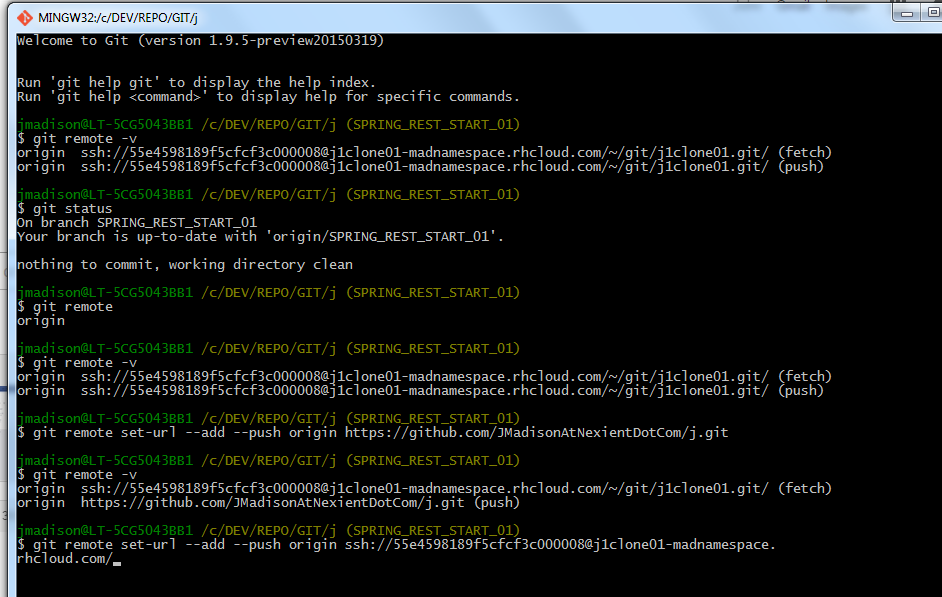 MINGW32:/c/DEV/REPO/GIT/j
Welcome to Git (version 1.9.5-preview20150319)
Run 'git help git' to display the help index.
Run 'git help <command>' to display help for specific commands.
jmadison@LT-5CG5043BB1 /c/DEV/REPO/GIT/j (SPRING_REST_START_01)
$ git remote -v
origin  ssh://55e4598189f5cfcf3c000008@j1clone01-madnamespace.rhcloud.com/~/git/j1clone01.git/ (fetch)
origin  ssh://55e4598189f5cfcf3c000008@j1clone01-madnamespace.rhcloud.com/~/git/j1clone01.git/ (push)
jmadison@LT-5CG5043BB1 /c/DEV/REPO/GIT/j (SPRING_REST_START_01)
$ git status
On branch SPRING_REST_START_01
Your branch is up-to-date with 'origin/SPRING_REST_START_01'.
nothing to commit, working directory clean
jmadison@LT-5CG5043BB1 /c/DEV/REPO/GIT/j (SPRING_REST_START_01)
$ git remote
origin
jmadison@LT-5CG5043BB1 /c/DEV/REPO/GIT/j (SPRING_REST_START_01)
$ git remote -v
origin  ssh://55e4598189f5cfcf3c000008@j1clone01-madnamespace.rhcloud.com/~/git/j1clone01.git/ (fetch)
origin  ssh://55e4598189f5cfcf3c000008@j1clone01-madnamespace.rhcloud.com/~/git/j1clone01.git/ (push)
jmadison@LT-5CG5043BB1 /c/DEV/REPO/GIT/j (SPRING_REST_START_01)
$ git remote set-url --add --push origin https://github.com/JMadisonAtNexientDotCom/j.git
jmadison@LT-5CG5043BB1 /c/DEV/REPO/GIT/j (SPRING_REST_START_01)
$ git remote -v
origin  ssh://55e4598189f5cfcf3c000008@j1clone01-madnamespace.rhcloud.com/~/git/j1clone01.git/ (fetch)
origin  https://github.com/JMadisonAtNexientDotCom/j.git (push)
jmadison@LT-5CG5043BB1 /c/DEV/REPO/GIT/j (SPRING_REST_START_01)
$ git remote set-url --add --push origin ssh://55e4598189f5cfcf3c000008@j1clone01-madnamespace.
rhcloud.com/_